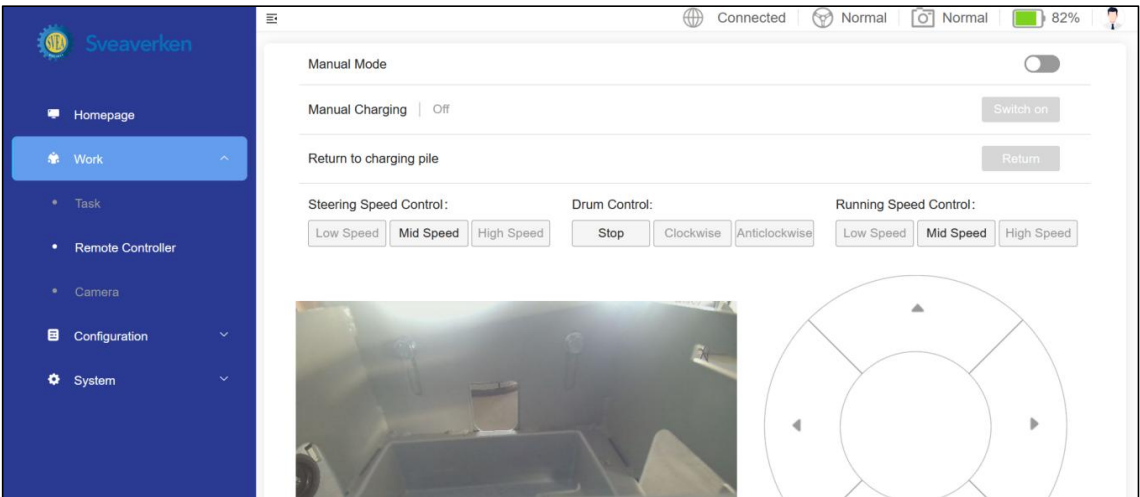 SVEA
Sveaverken
Connected Normal Normal 82%
Homepage
Work
Task
Remote Controller
Camera
Configuration
System
Manual Mode
Manual Charging Off Switch on
Return to charging pile Return
Steering Speed Control: Drum Control: Running Speed Control:
Low Speed Mid Speed High Speed Stop Clockwise Anticlockwise Low Speed Mid Speed High Speed